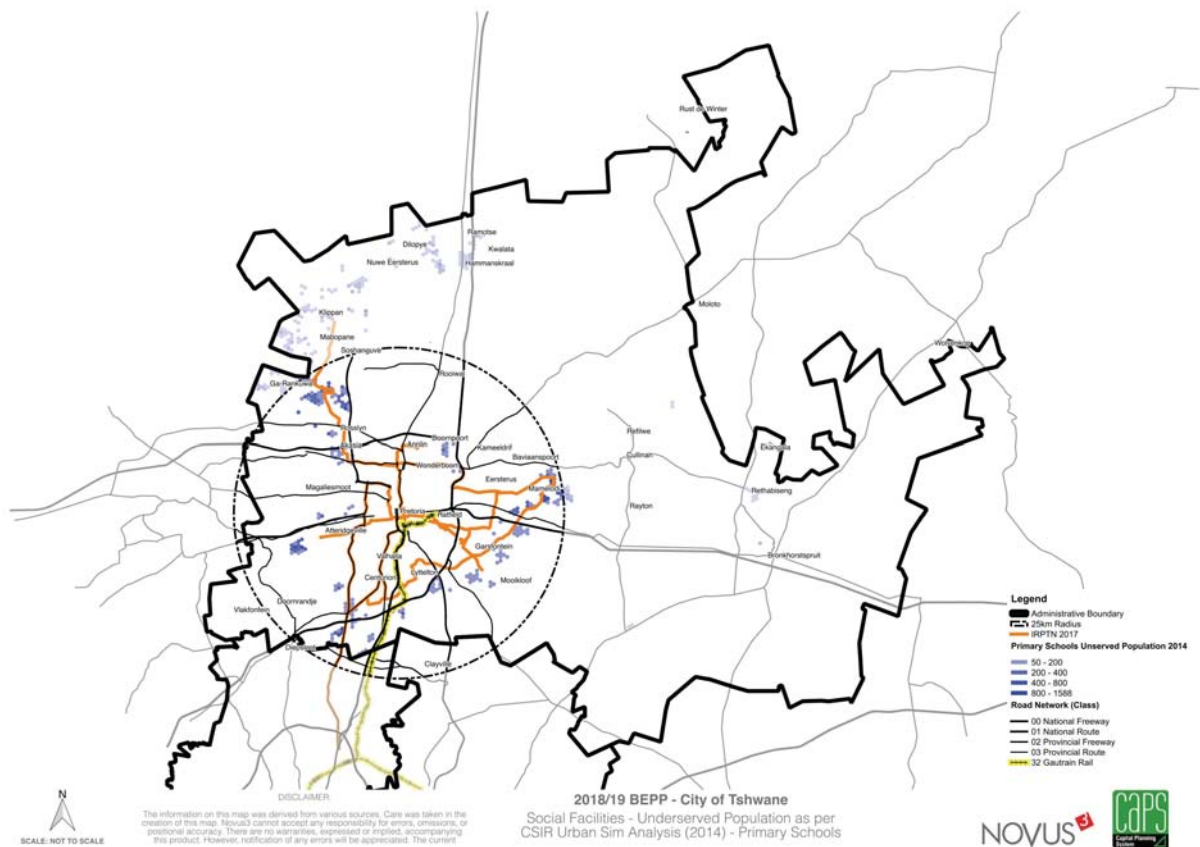 Rust de Winter
Ramotse
Dilopye
Kwalata
Nuwe Eersterus
Hammanskraal
Moloto
Klippan
Mabopane
Soshanguve
Rooiwal
Ga-Rankuwa
Rosslyn
Akasia
Annlin
Boompoort
Kameeldrif
Refilwe
Ekangala
Wonderboom
Baviaanspoort
Cullinan
Eersterus
Magaliesmoot
Mamelodi
Rethabiseng
Rayton
Pretoria
Hatfield
Atteridgeville
Garsfontein
Valhalla
Bronkhorstspruit
Centurion
Lyttelton
Mooikloof
Doornrandje
Vlakfontein
Diepsloot
Clayville
Legend
Administrative Boundary
25km Radius
IRPTN 2017
Primary Schools Unserved Population 2014
50 - 200
200 - 400
400 - 800
800 - 1588
Road Network (Class)
00 National Freeway
01 National Route
02 Provincial Freeway
03 Provincial Route
32 Gautrain Rail
N
SCALE: NOT TO SCALE
DISCLAIMER
The information on this map was derived from various sources. Care was taken in the
creation of this map. Novus3 cannot accept any responsibility for errors, omissions, or
positional accuracy. There are no warranties, expressed or implied, accompanying
this product. However, notification of any errors will be appreciated. The current
2018/19 BEPP - City of Tshwane
Social Facilities - Underserved Population as per
CSIR Urban Sim Analysis (2014) - Primary Schools
NOVUS3
CAPS
Capital Planning
System